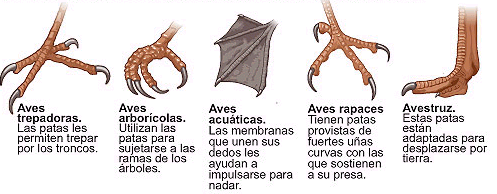 Aves
trepadoras.
Las patas les
permiten trepar
por los troncos.
Aves
arborícolas.
Utilizan las
patas para
sujetarse a las
ramas de los
árboles.
Aves
acuáticas.
Las membranas
que unen sus
dedos les
ayudan a
impulsarse para
nadar.
Aves rapaces
Tienen patas
provistas de
fuertes uñas
curvas con las
que sostienen
a su presa.
Avestruz.
Estas patas
están
adaptadas para
desplazarse por
tierra.